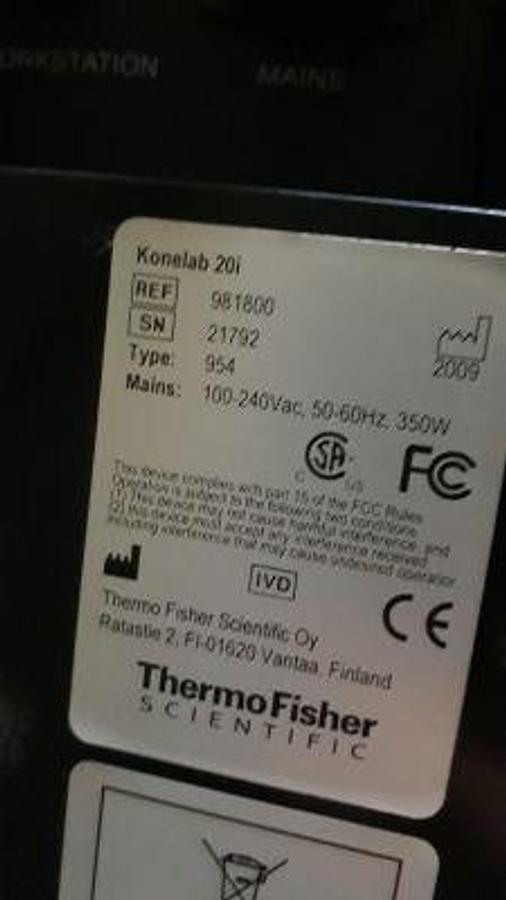 WORKSTATION MAINS
Konelab 20i
REF 981800
SN 21792
2009
Type: 954
Mains: 100-240Vac, 50-60Hz, 350W
SA
C US
FC
This device complies with part 15 of the FCC Rules
Operation is subject to the following two conditions
(1) This device may not cause harmful interference, and
(2) this device must accept any interference received
including interference that may cause undesired operation
IVD
CE
Thermo Fisher Scientific Oy
Ratastie 2, FI-01620 Vantaa, Finland
ThermoFisher
SCIENTIFIC